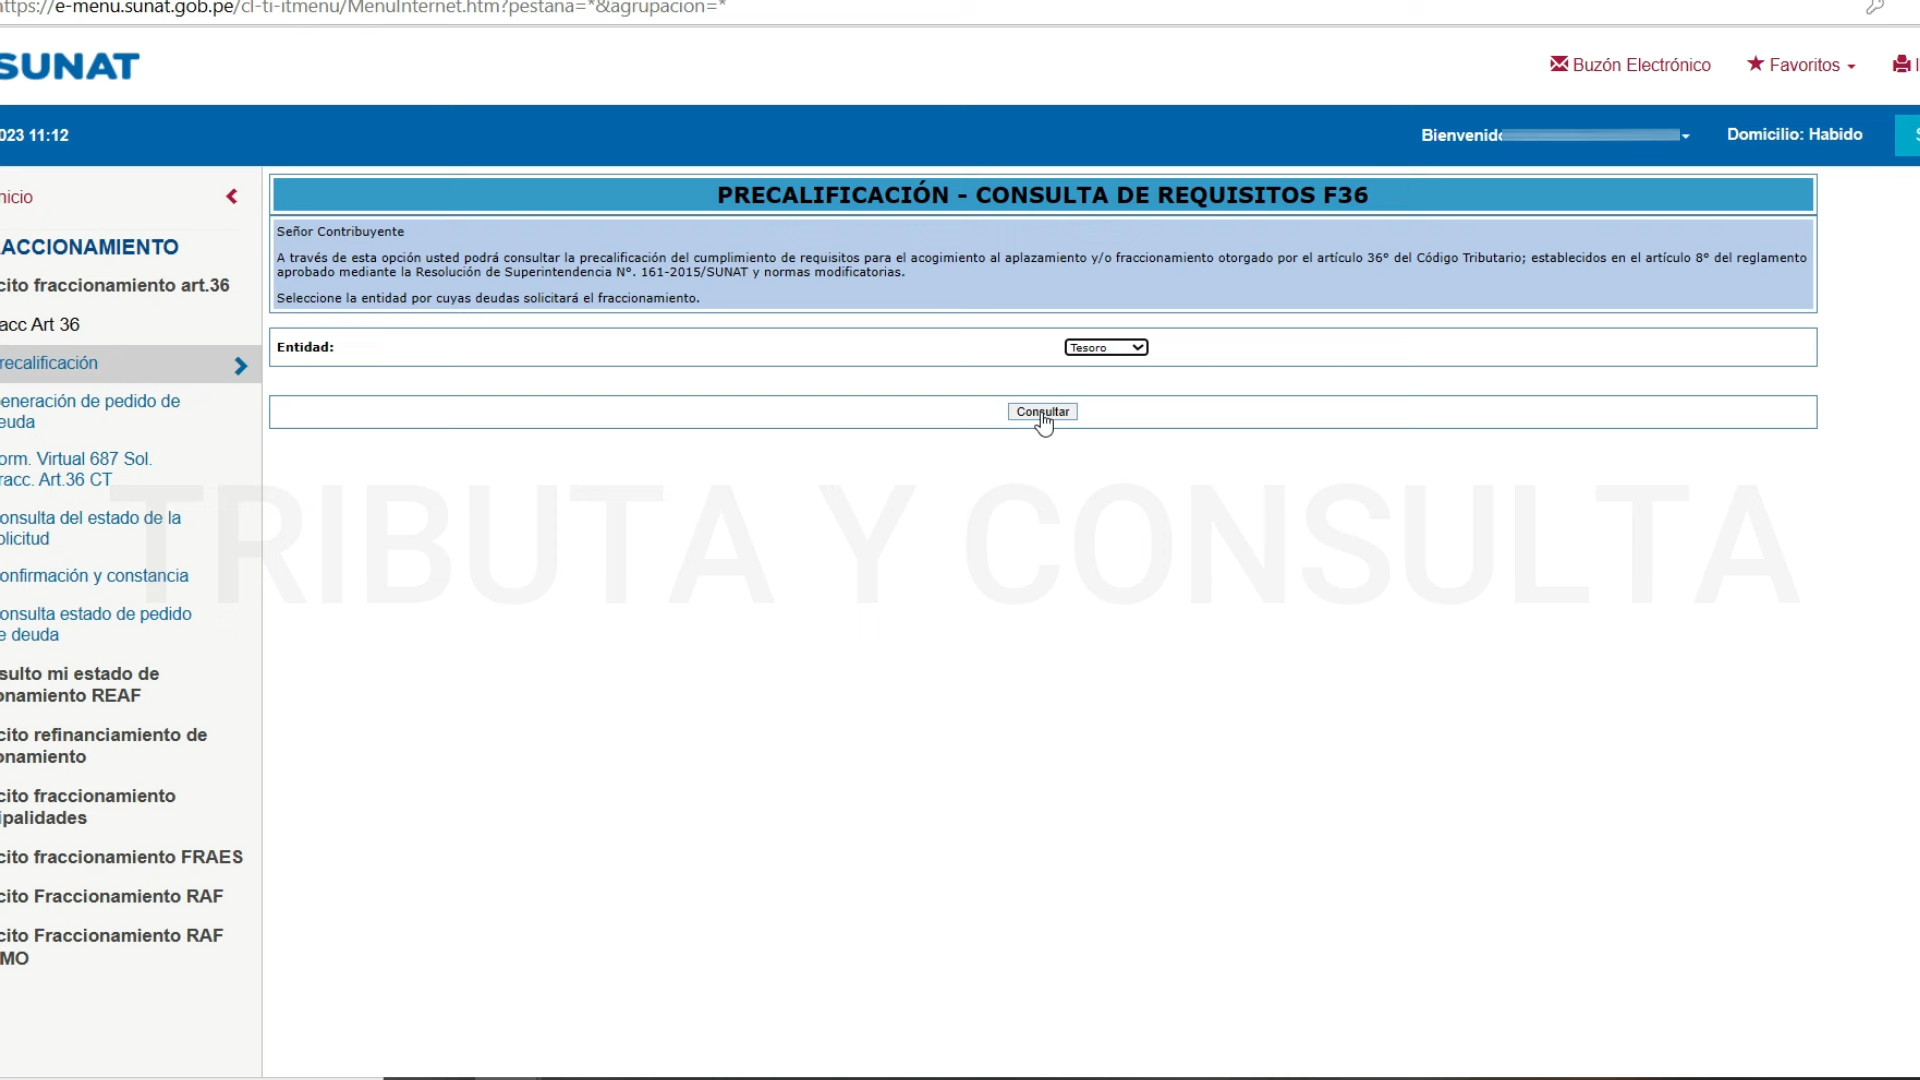 https://e-menu.sunat.gob.pe/cl-ti-itmenu/MenuInternet.htm?pestana=*&agrupacion=*
SUNAT
Buzón Electrónico
Favoritos
023 11:12
Bienvenido
Domicilio: Habido
nicio
ACCIONAMIENTO
cito fraccionamiento art.36
acc Art 36
recalificación
eneración de pedido de
euda
orm. Virtual 687 Sol.
racc. Art.36 CT
onsulta del estado de la
olicitud
onfirmación y constancia
onsulta estado de pedido
e deuda
sulto mi estado de
onamiento REAF
cito refinanciamiento de
onamiento
cito fraccionamiento
ipalidades
cito fraccionamiento FRAES
cito Fraccionamiento RAF
cito Fraccionamiento RAF
MO
PRECALIFICACIÓN - CONSULTA DE REQUISITOS F36
Señor Contribuyente
A través de esta opción usted podrá consultar la precalificación del cumplimiento de requisitos para el acogimiento al aplazamiento y/o fraccionamiento otorgado por el artículo 36° del Código Tributario; establecidos en el artículo 8° del reglamento
aprobado mediante la Resolución de Superintendencia N°. 161-2015/SUNAT y normas modificatorias.
Seleccione la entidad por cuyas deudas solicitará el fraccionamiento.
Entidad:
Tesoro
Consultar
TRIBUTA Y CONSULTA